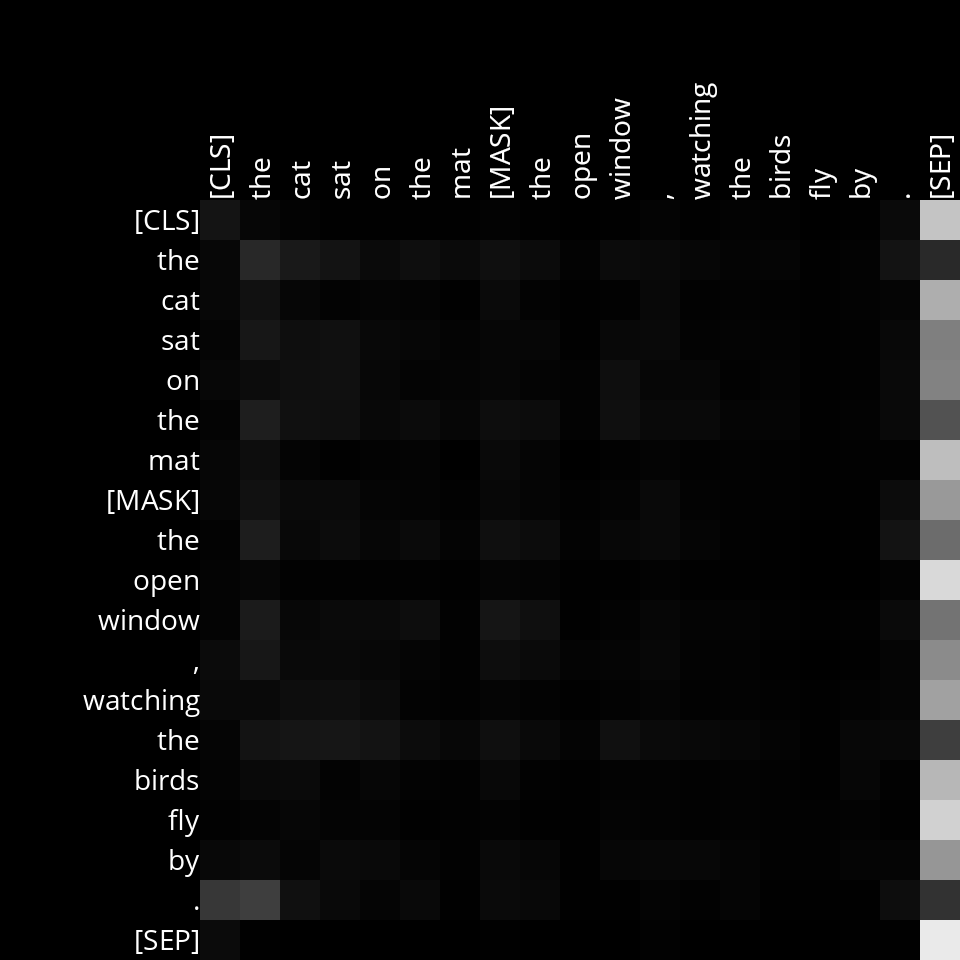 [CLS] the cat sat on the mat [MASK] the open window , watching the birds fly by . [SEP]
[CLS]
the
cat
sat
on
the
mat
[MASK]
the
open
window
,
watching
the
birds
fly
by
.
[SEP]